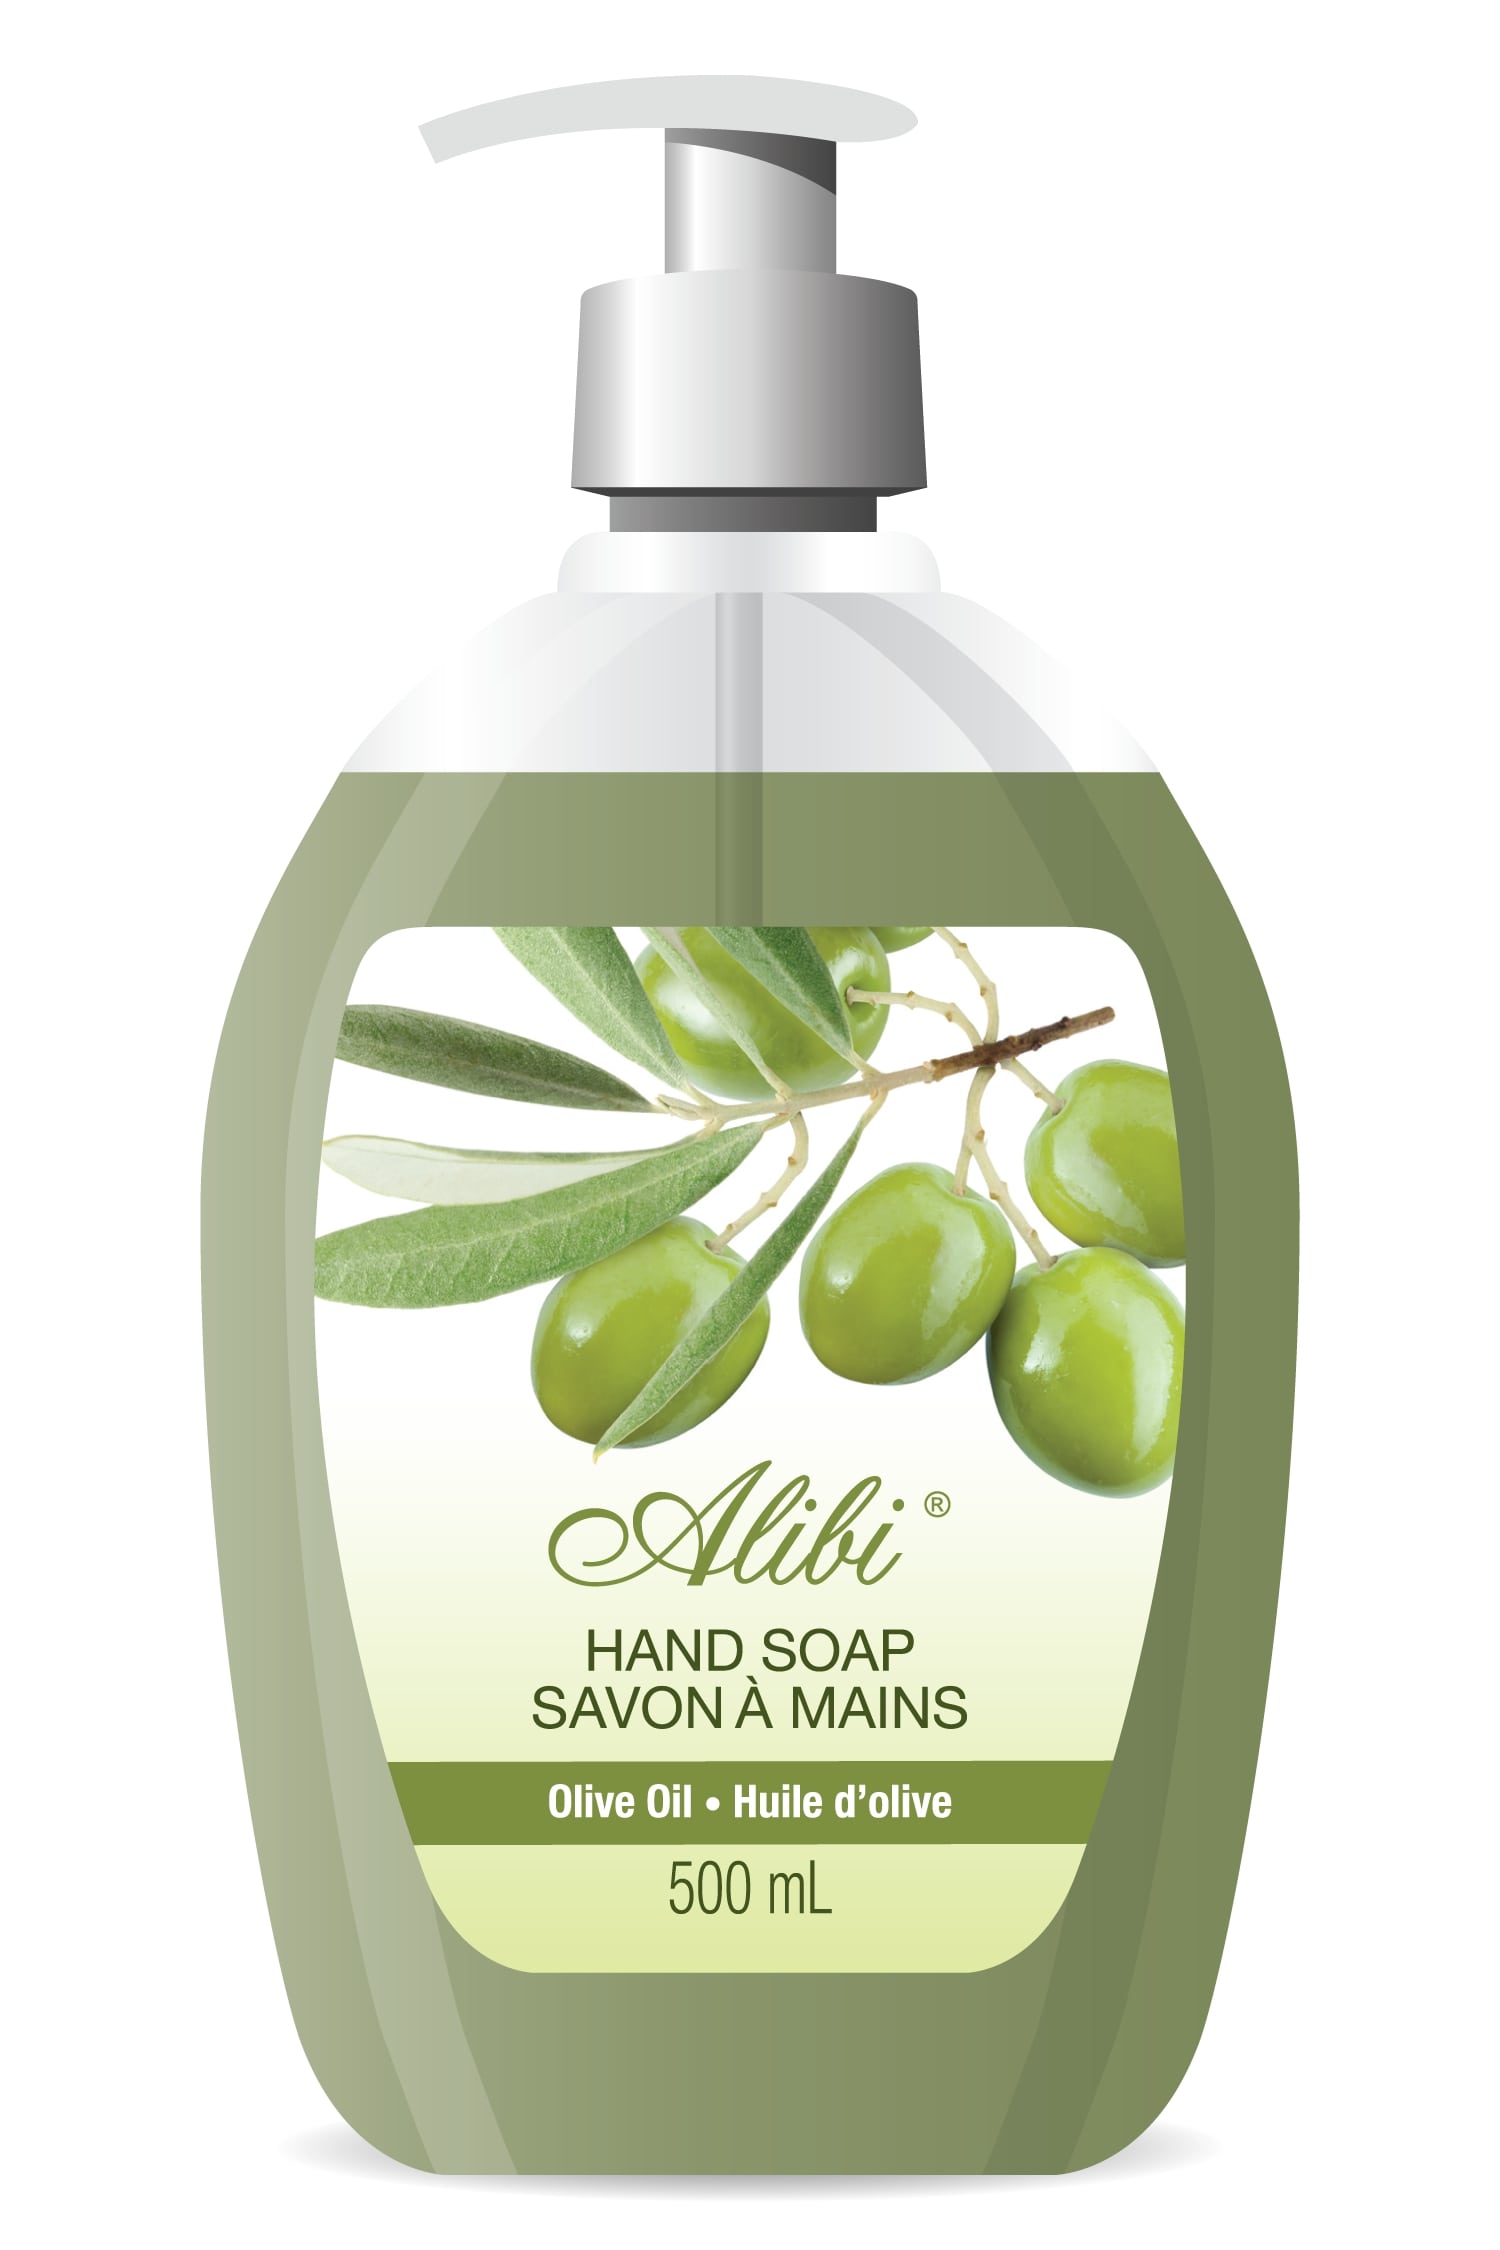 Alibi ®
HAND SOAP
SAVON À MAINS
Olive Oil • Huile d’olive
500 mL